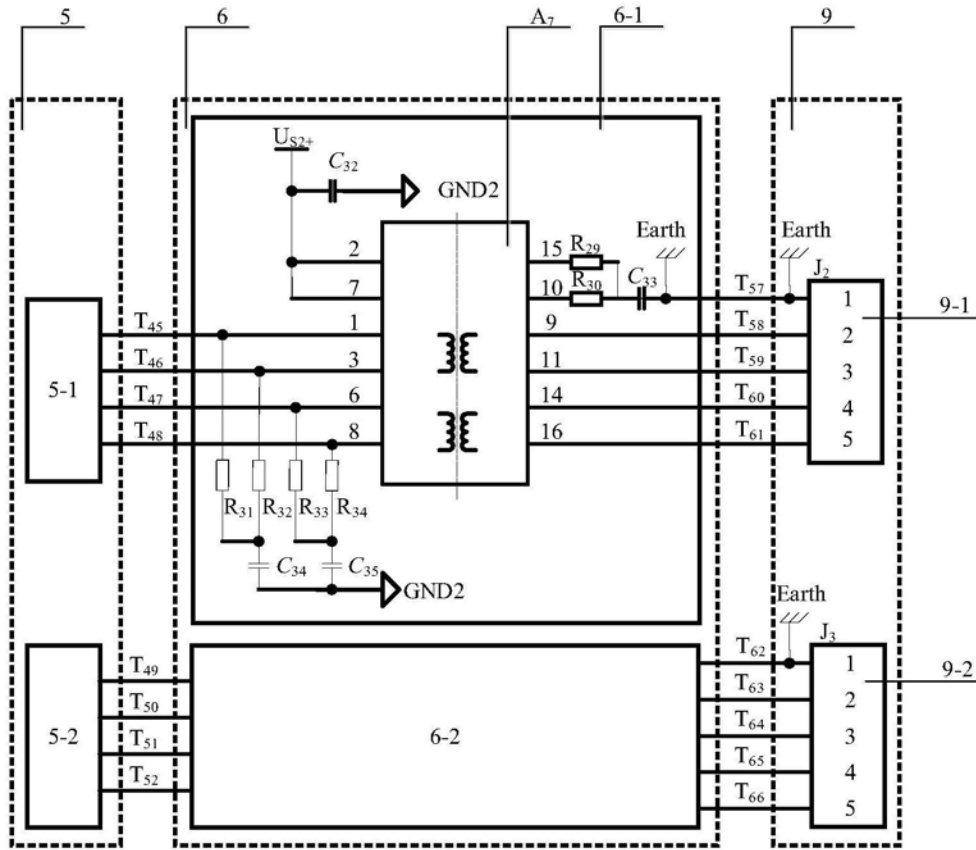 5 6 A₇ 6-1 9
U_S2+
C₃₂
GND2
Earth Earth
2 15 R₂₉
J₂
7 10 R₃₀ C₃₃ T₅₇ 1
9-1
T₄₅ 1 9 T₅₈ 2
T₄₆ 3 11 T₅₉ 3
5-1
T₄₇ 6 14 T₆₀ 4
T₄₈ 8 16 T₆₁ 5
R₃₁ R₃₂ R₃₃ R₃₄
C₃₄ C₃₅
GND2
Earth
J₃
T₆₂ 1
9-2
T₄₉ T₆₃ 2
T₅₀
5-2 6-2 T₆₄ 3
T₅₁ T₆₅ 4
T₅₂ T₆₆ 5